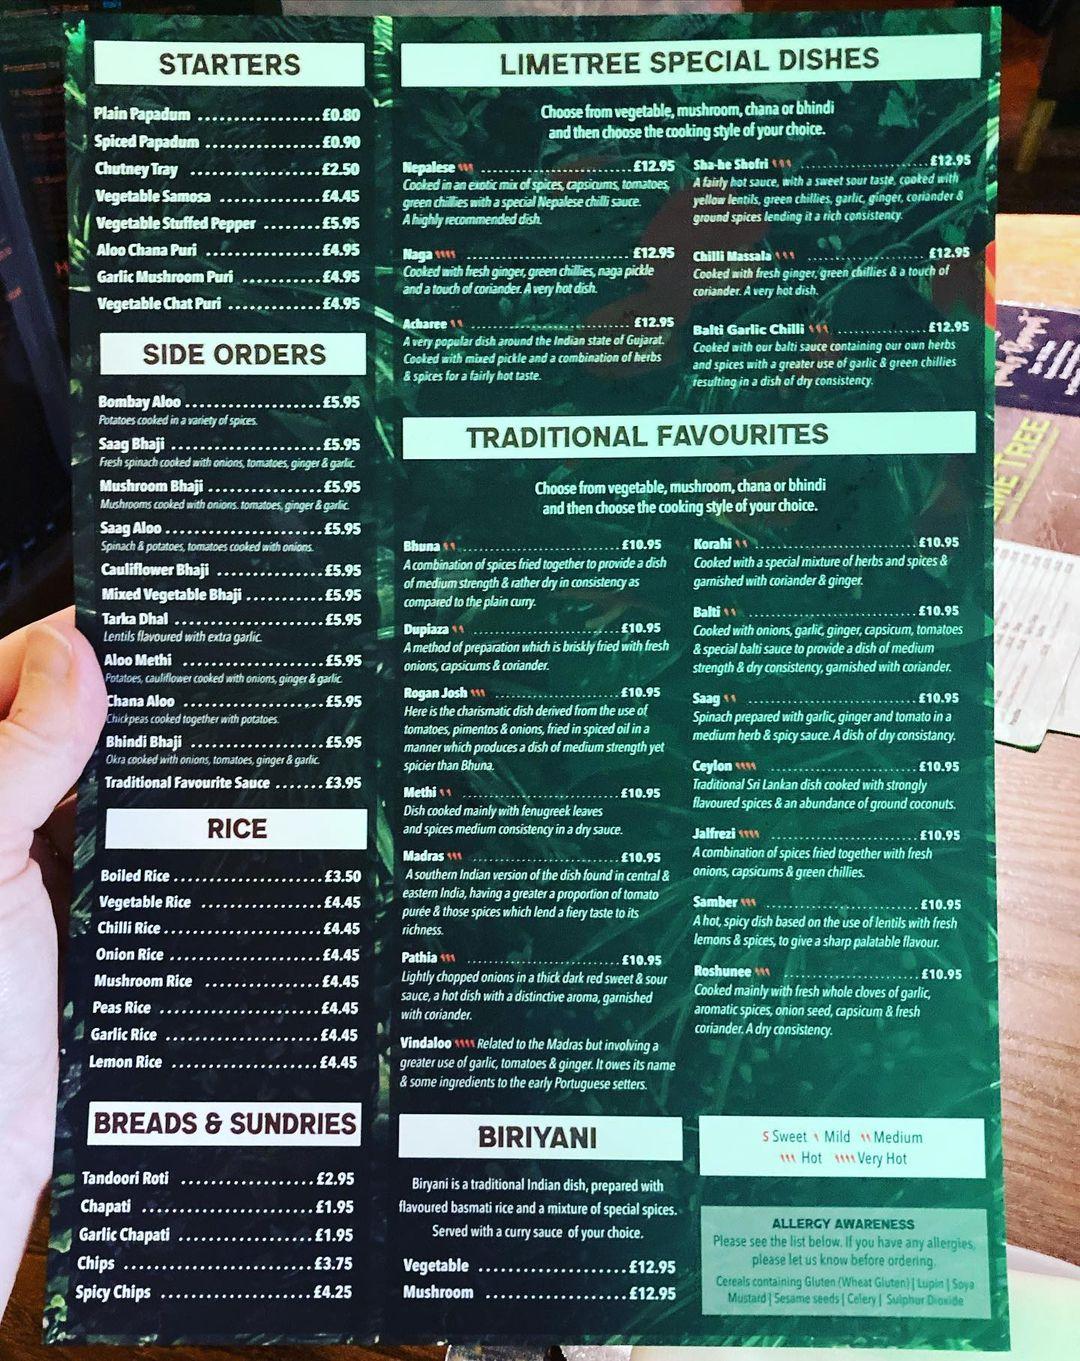 STARTERS
Plain Papadum ................ £0.80
Spiced Papadum ................ £0.90
Chutney Tray ................ £2.50
Vegetable Samosa ................ £4.45
Vegetable Stuffed Pepper ........ £5.95
Aloo Chana Puri ................ £4.95
Garlic Mushroom Puri ........... £4.95
Vegetable Chat Puri ............. £4.95
SIDE ORDERS
Bombay Aloo ..................... £5.95
Potatoes cooked in a variety of spices.
Saag Bhaji ..................... £5.95
Fresh spinach cooked with onions, tomatoes, ginger & garlic.
Mushroom Bhaji ................. £5.95
Mushrooms cooked with onions. tomatoes, ginger & garlic.
Saag Aloo ....................... £5.95
Spinach & potatoes, tomatoes cooked with onions.
Cauliflower Bhaji ............... £5.95
Mixed Vegetable Bhaji ........... £5.95
Tarka Dhal ..................... £5.95
Lentils flavoured with extra garlic.
Aloo Methi ..................... £5.95
Potatoes, cauliflower cooked with onions, ginger & garlic.
Chana Aloo ..................... £5.95
Chickpeas cooked together with potatoes.
Bhindi Bhaji ................... £5.95
Okra cooked with onions, tomatoes, ginger & garlic.
Traditional Favourite Sauce ....... £3.95
RICE
Boiled Rice ..................... £3.50
Vegetable Rice ................. £4.45
Chilli Rice ..................... £4.45
Onion Rice ..................... £4.45
Mushroom Rice ................. £4.45
Peas Rice ....................... £4.45
Garlic Rice ..................... £4.45
Lemon Rice ..................... £4.45
BREADS & SUNDRIES
Tandoori Roti ................... £2.95
Chapati ....................... £1.95
Garlic Chapati ................. £1.95
Chips ......................... £3.75
Spicy Chips ..................... £4.25
LIMETREE SPECIAL DISHES
Choose from vegetable, mushroom, chana or bhindi
and then choose the cooking style of your choice.
Nepalese ..................... £12.95
Cooked in an exotic mix of spices, capsicums, tomatoes,
green chillies with a special Nepalese chilli sauce.
A highly recommended dish.
Naga ......................... £12.95
Cooked with fresh ginger, green chillies, naga pickle
and a touch of coriander. A very hot dish.
Acharee ....................... £12.95
A very popular dish around the Indian state of Gujarat.
Cooked with mixed pickle and a combination of herbs
& spices for a fairly hot taste.
Sha-he Shofri ................... £12.95
A fairly hot sauce, with a sweet sour taste, cooked with
yellow lentils, green chillies, garlic, ginger, coriander &
ground spices lending it a rich consistency.
Chilli Massala ................... £12.95
Cooked with fresh ginger, green chillies & a touch of
coriander. A very hot dish.
Balti Garlic Chilli ............... £12.95
Cooked with our balti sauce containing our own herbs
and spices with a greater use of garlic & green chillies
resulting in a dish of dry consistency.
TRADITIONAL FAVOURITES
Choose from vegetable, mushroom, chana or bhindi
and then choose the cooking style of your choice.
Bhuna ......................... £10.95
A combination of spices fried together to provide a dish
of medium strength & rather dry in consistency as
compared to the plain curry.
Dupiaza ....................... £10.95
A method of preparation which is briskly fried with fresh
onions, capsicums & coriander.
Rogan Josh ..................... £10.95
Here is the charismatic dish derived from the use of
tomatoes, pimentos & onions, fried in spiced oil in a
manner which produces a dish of medium strength yet
spicier than Bhuna.
Methi ......................... £10.95
Dish cooked mainly with fenugreek leaves
and spices medium consistency in a dry sauce.
Madras ....................... £10.95
A southern Indian version of the dish found in central &
eastern India, having a greater a proportion of tomato
purée & those spices which lend a fiery taste to its
richness.
Pathia ......................... £10.95
Lightly chopped onions in a thick dark red sweet & sour
sauce, a hot dish with a distinctive aroma, garnished
with coriander.
Vindaloo Related to the Madras but involving a
greater use of garlic, tomatoes & ginger. It owes its name
& some ingredients to the early Portuguese setters.
Korahi ......................... £10.95
Cooked with a special mixture of herbs and spices &
garnished with coriander & ginger.
Balti ......................... £10.95
Cooked with onions, garlic, ginger, capsicum, tomatoes
& special balti sauce to provide a dish of medium
strength & dry consistency, garnished with coriander.
Saag ......................... £10.95
Spinach prepared with garlic, ginger and tomato in a
medium herb & spicy sauce. A dish of dry consistancy.
Ceylon ....................... £10.95
Traditional Sri Lankan dish cooked with strongly
flavoured spices & an abundance of ground coconuts.
Jalfrezi ....................... £10.95
A combination of spices fried together with fresh
onions, capsicums & green chillies.
Samber ....................... £10.95
A hot, spicy dish based on the use of lentils with fresh
lemons & spices, to give a sharp palatable flavour.
Roshunee ..................... £10.95
Cooked mainly with fresh whole cloves of garlic,
aromatic spices, onion seed, capsicum & fresh
coriander. A dry consistency.
BIRIYANI
Biryani is a traditional Indian dish, prepared with
flavoured basmati rice and a mixture of special spices.
Served with a curry sauce of your choice.
Vegetable ..................... £12.95
Mushroom ..................... £12.95
S Sweet Mild Medium
Hot Very Hot
ALLERGY AWARENESS
Please see the list below. If you have any allergies,
please let us know before ordering.
Cereals containing Gluten (Wheat Gluten) | Lupin | Soya
Mustard | Sesame seeds | Celery | Sulphur Dioxide
TREE